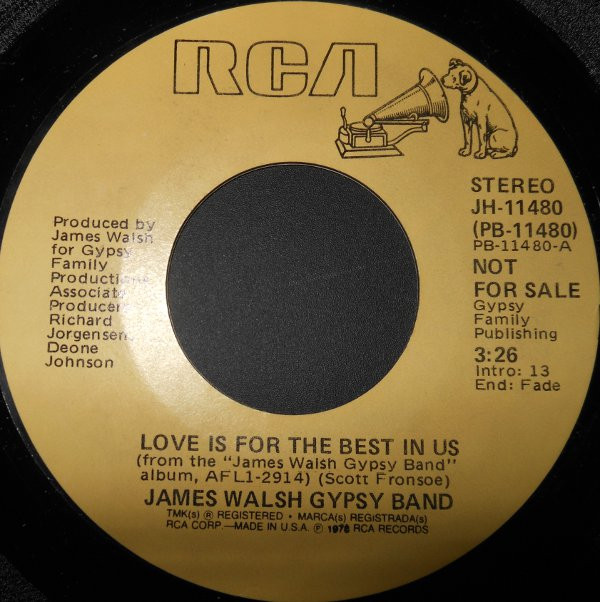 RCA
STEREO
JH-11480
(PB-11480)
PB-11480-A
NOT
FOR SALE
Gypsy
Family
Publishing
3:26
Intro: 13
End: Fade
Produced by
James Walsh
for Gypsy
Family
Productions
Associate
Producers
Richard
Jorgensen
Deone
Johnson
LOVE IS FOR THE BEST IN US
(from the "James Walsh Gypsy Band"
album, AFL1-2914) (Scott Fronsoe)
JAMES WALSH GYPSY BAND
TMK(s) ® REGISTERED • MARCA(s) REGISTRADA(s)
RCA CORP.—MADE IN U.S.A. ℗ 1978 RCA RECORDS